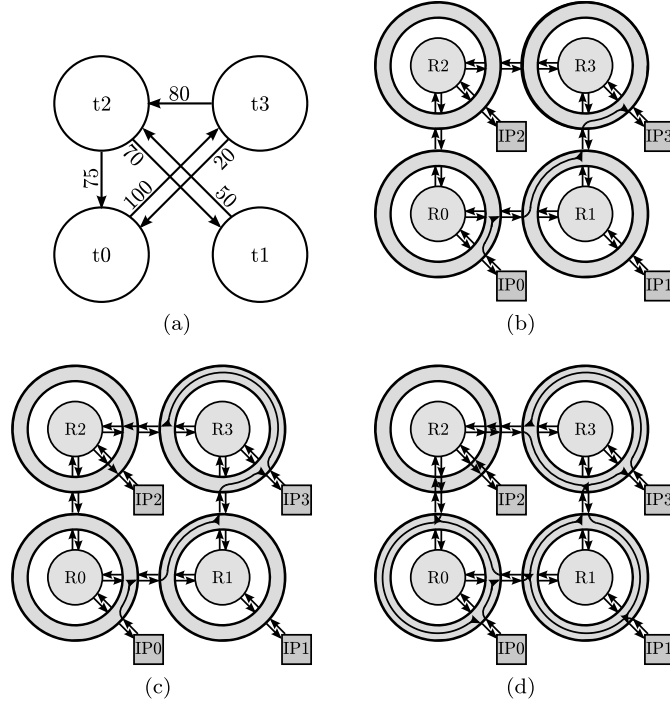 t2
80
t3
75
70
100
20
50
t0
t1
(a)
R2
R3
IP2
IP3
R0
R1
IP0
IP1
(b)
R2
R3
IP2
IP3
R0
R1
IP0
IP1
(c)
R2
R3
IP2
IP3
R0
R1
IP0
IP1
(d)